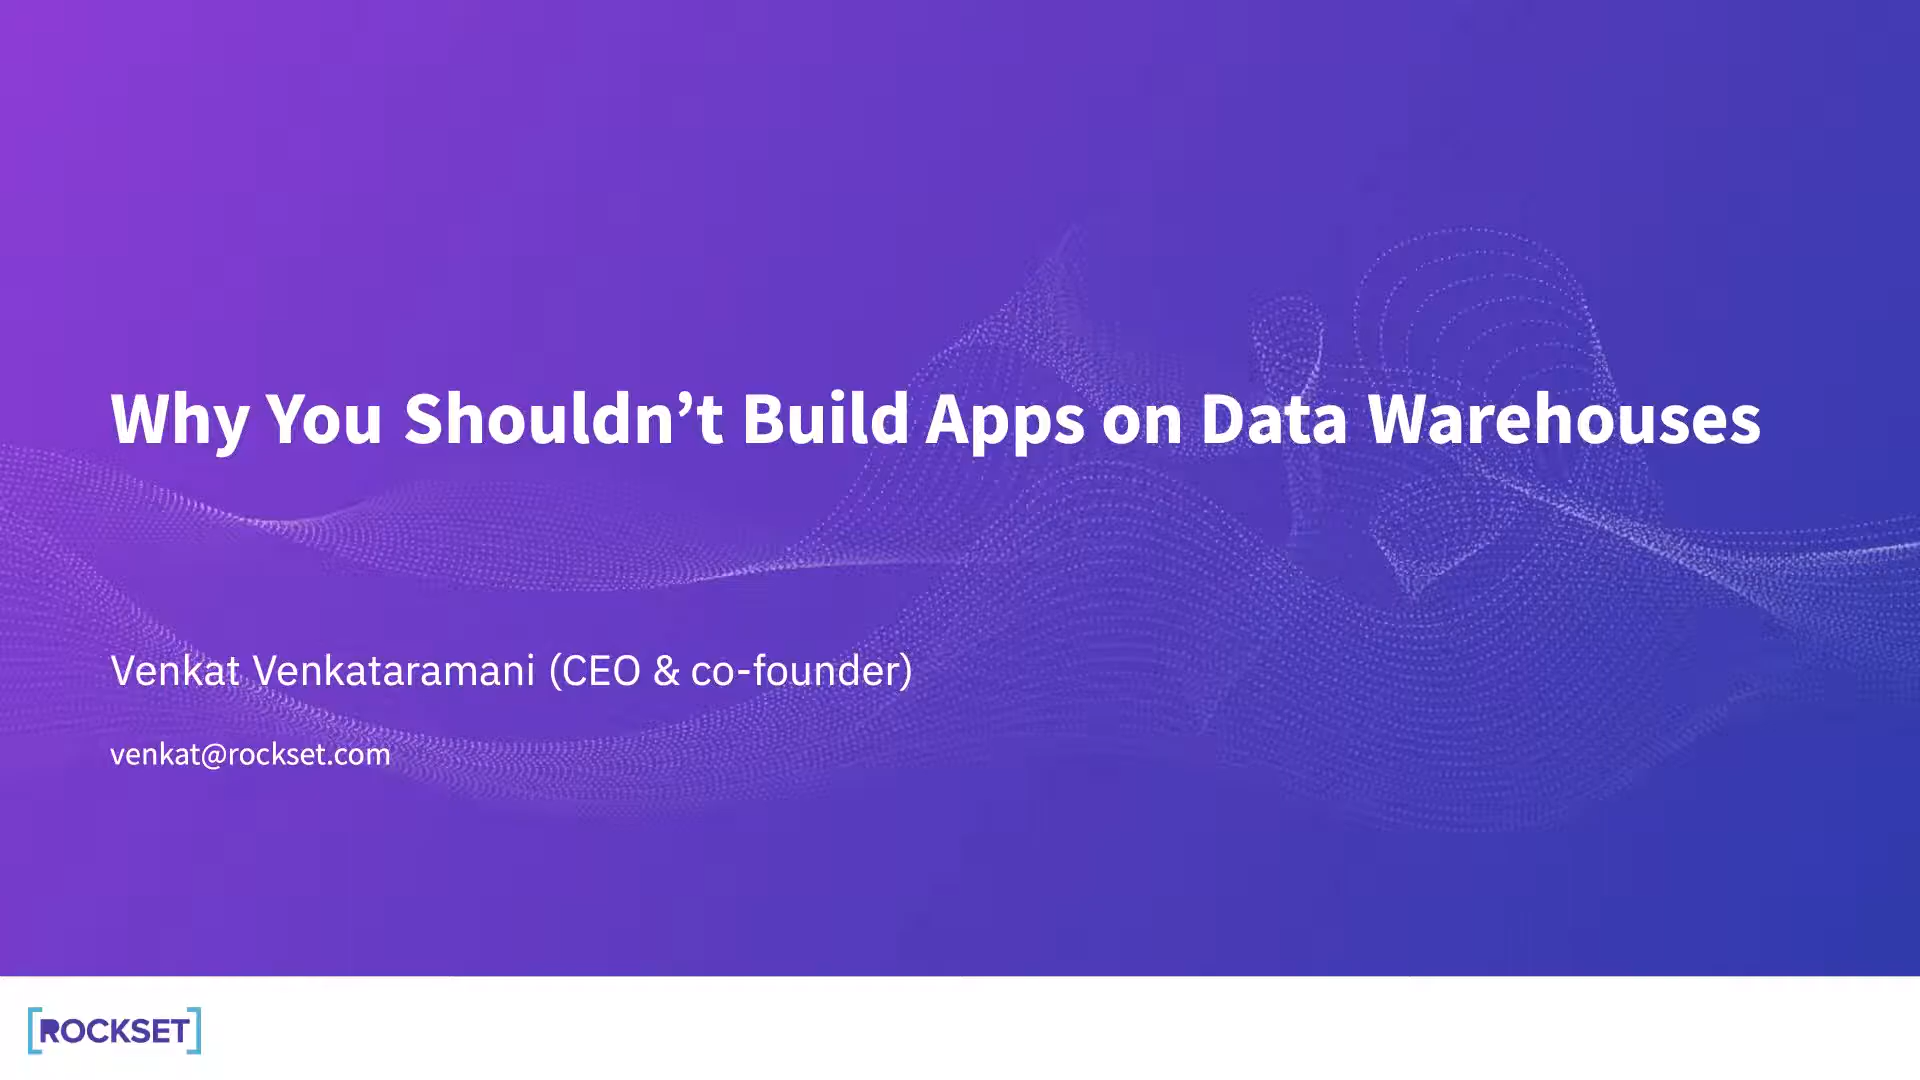 Why You Shouldn’t Build Apps on Data Warehouses
Venkat Venkataramani (CEO & co-founder)
venkat@rockset.com
[ROCKSET]